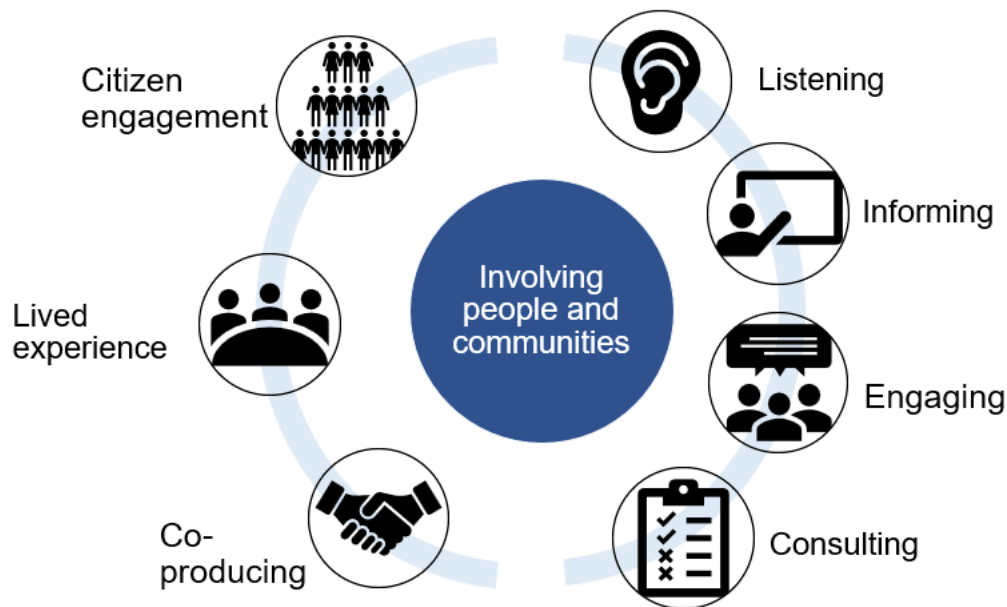 Citizen
engagement
Listening
Informing
Involving
people and
communities
Lived
experience
Engaging
Co-
producing
Consulting